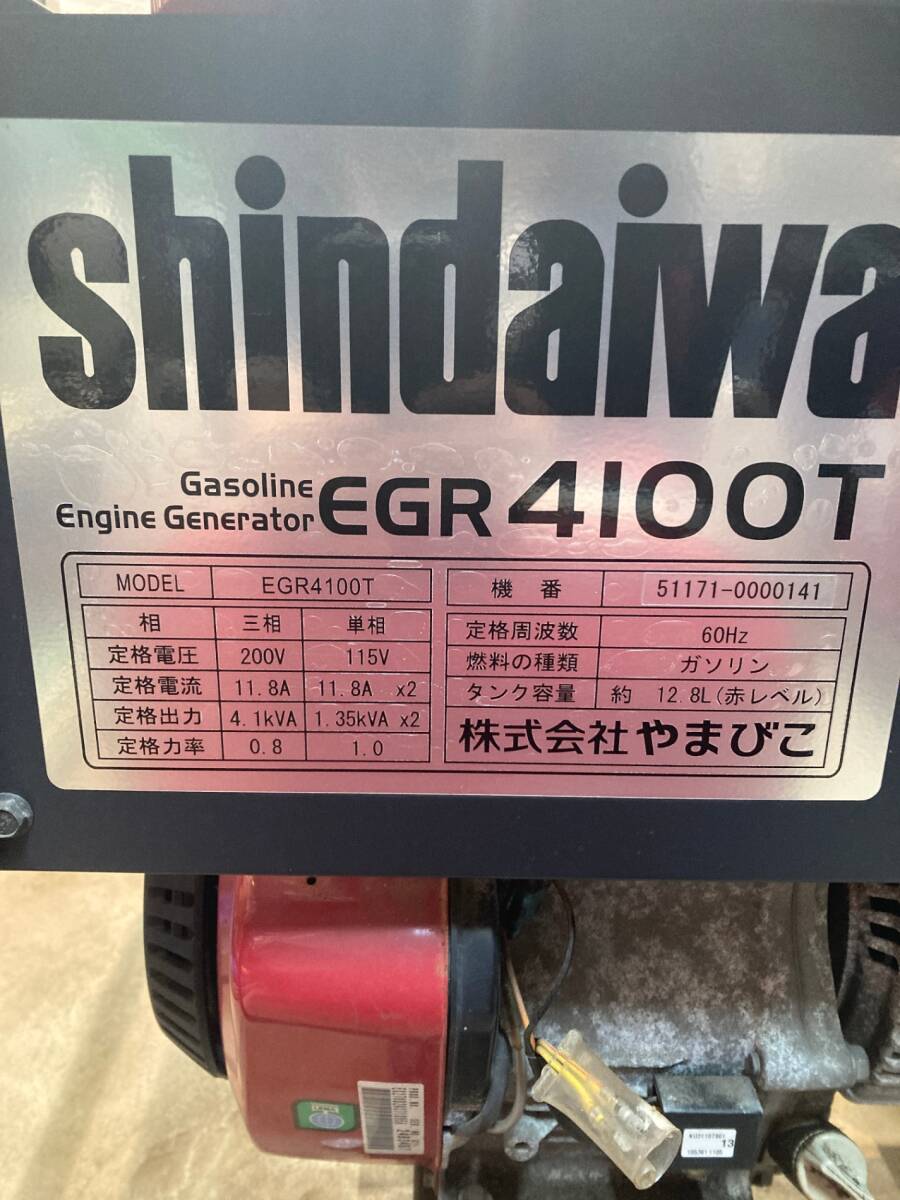 shindaiwa
Gasoline
Engine Generator EGR 4100T
MODEL EGR4100T
相 三相 単相
定格電圧 200V 115V
定格電流 11.8A 11.8A x2
定格出力 4.1kVA 1.35kVA x2
定格力率 0.8 1.0
機 番 51171-0000141
定格周波数 60Hz
燃料の種類 ガソリン
タンク容量 約 12.8L(赤レベル)
株式会社やまびこ
13